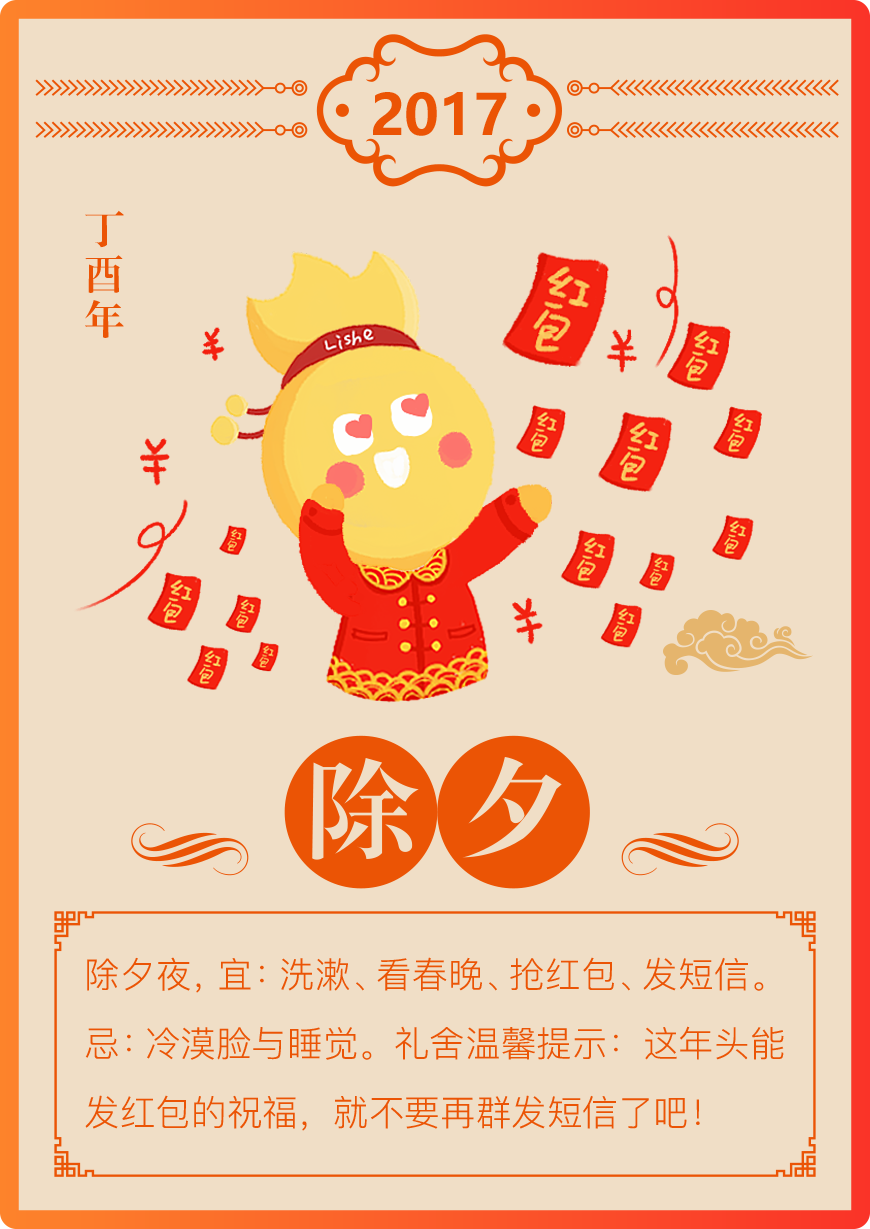 2017
丁酉年
Lishe
红包
¥
红包
¥
红包
红包
红包
¥
红包
红包
红包
红包
红包
红包
红包
¥
红包
红包
除夕
除夕夜，宜：洗漱、看春晚、抢红包、发短信。
忌：冷漠脸与睡觉。礼舍温馨提示： 这年头能
发红包的祝福，就不要再群发短信了吧！